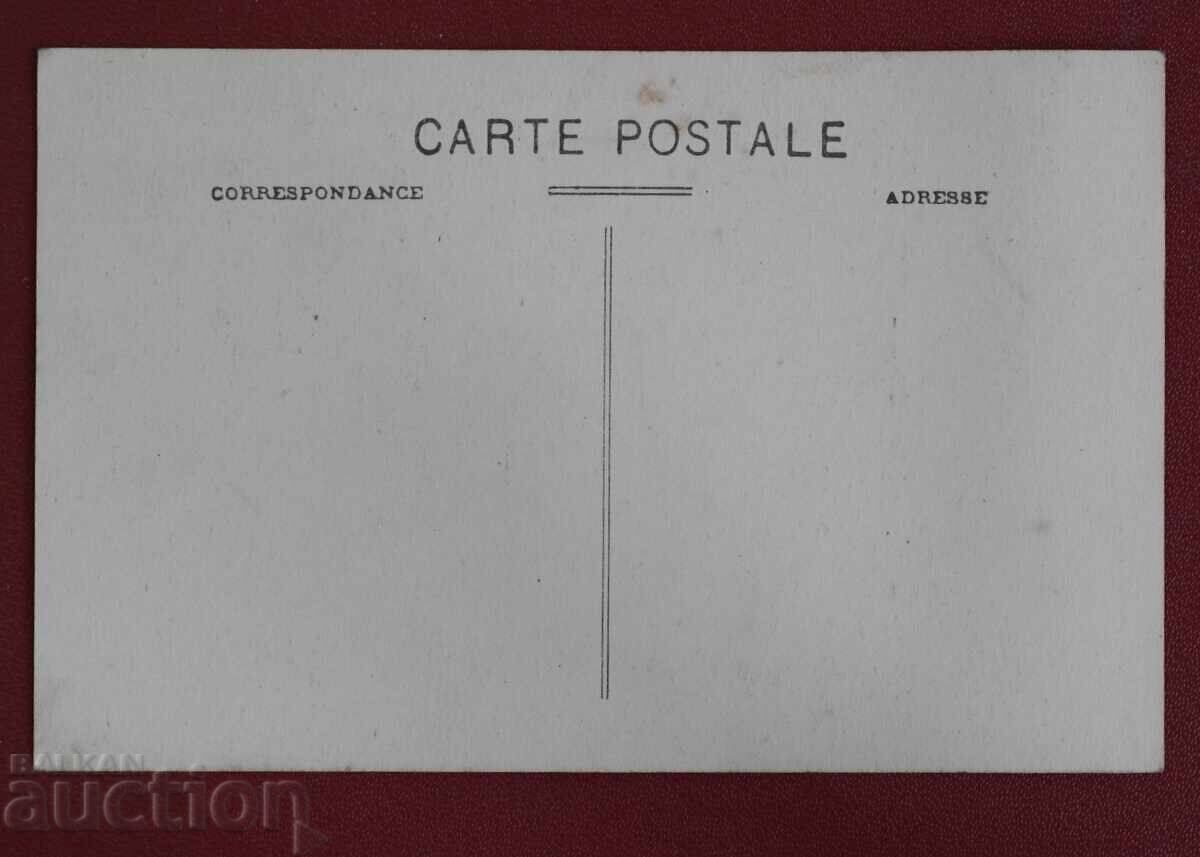 CARTE POSTALE
CORRESPONDANCE
ADRESSE
BALKAN
auction